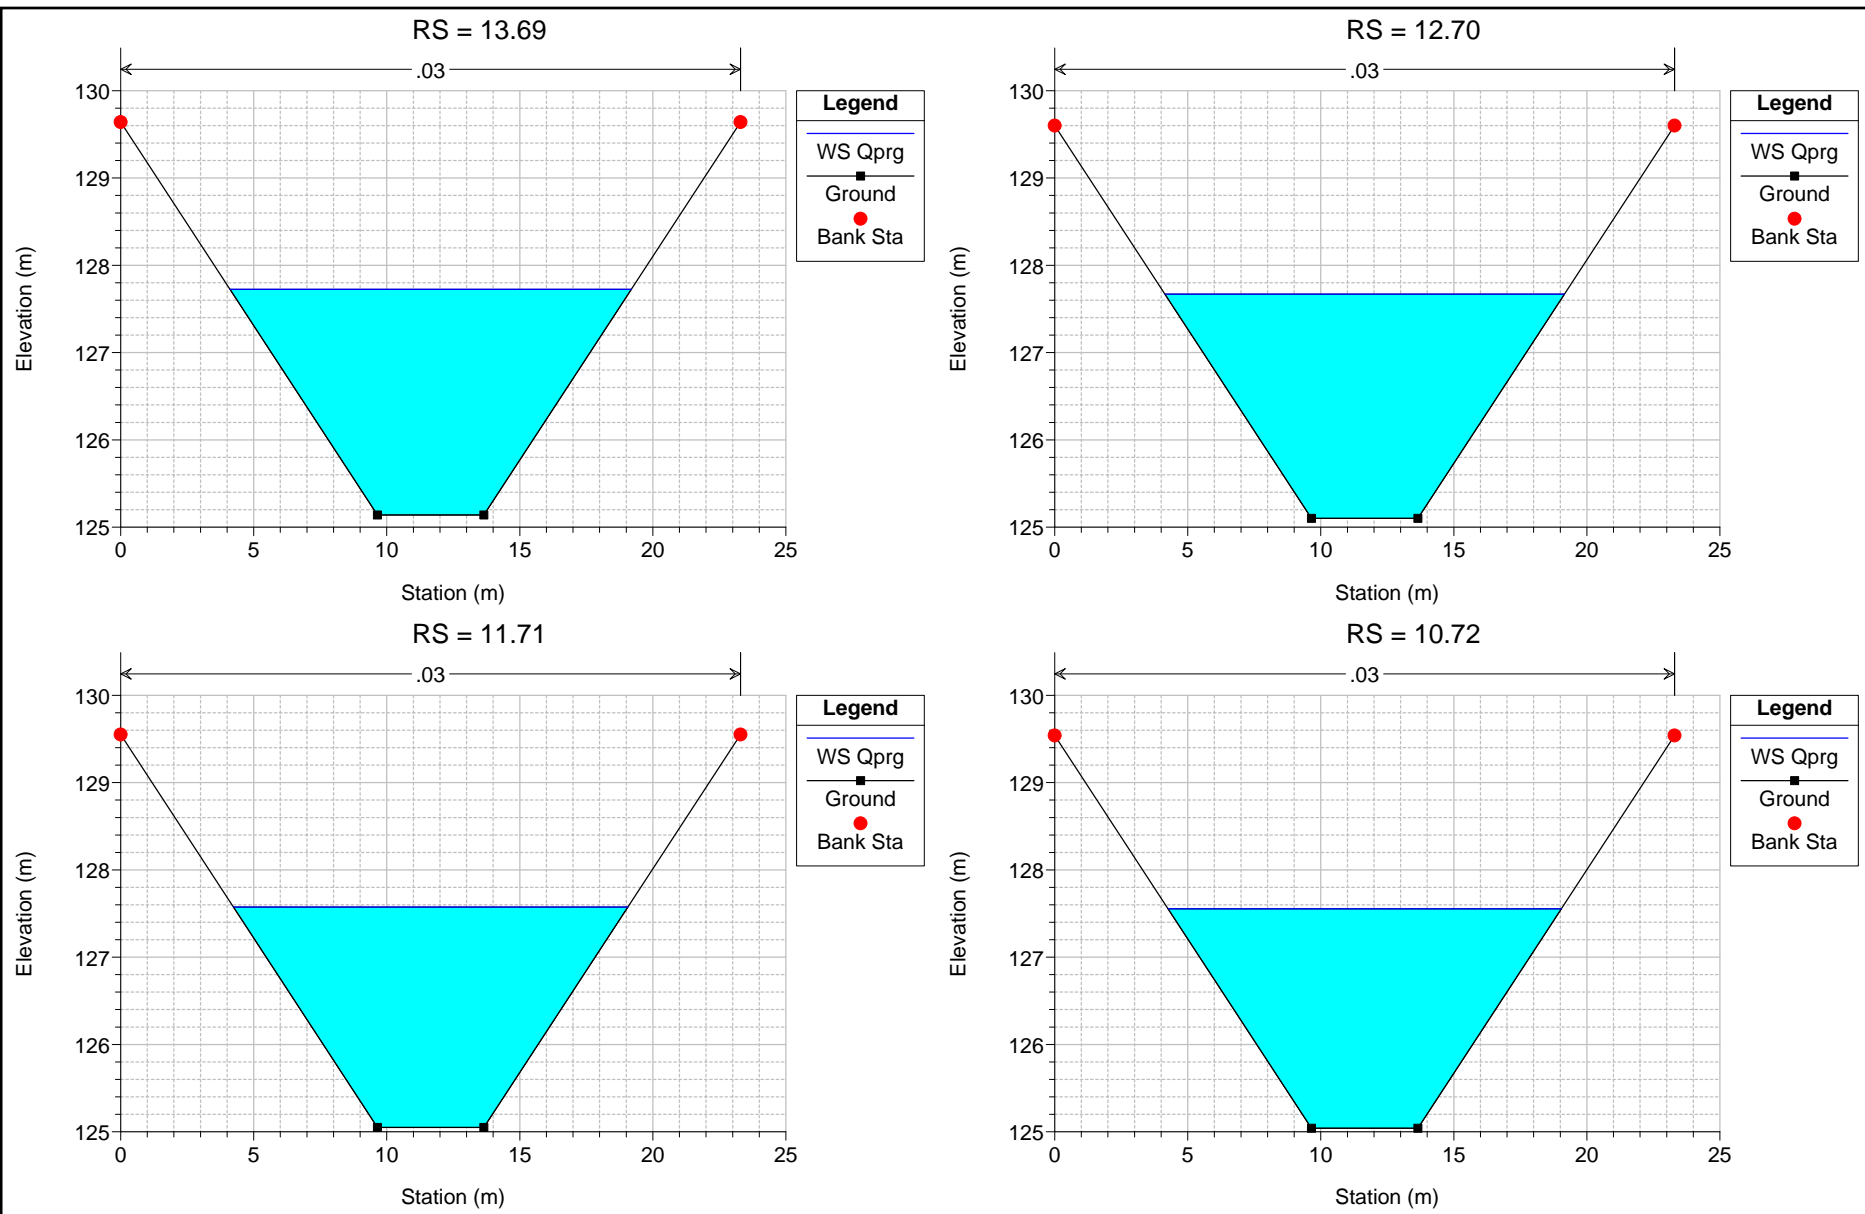 RS = 13.69
.03
130
129
128
127
126
125
0 5 10 15 20 25
Elevation (m)
Station (m)
Legend
WS Qprg
Ground
Bank Sta
RS = 12.70
.03
130
129
128
127
126
125
0 5 10 15 20 25
Elevation (m)
Station (m)
Legend
WS Qprg
Ground
Bank Sta
RS = 11.71
.03
130
129
128
127
126
125
0 5 10 15 20 25
Elevation (m)
Station (m)
Legend
WS Qprg
Ground
Bank Sta
RS = 10.72
.03
130
129
128
127
126
125
0 5 10 15 20 25
Elevation (m)
Station (m)
Legend
WS Qprg
Ground
Bank Sta